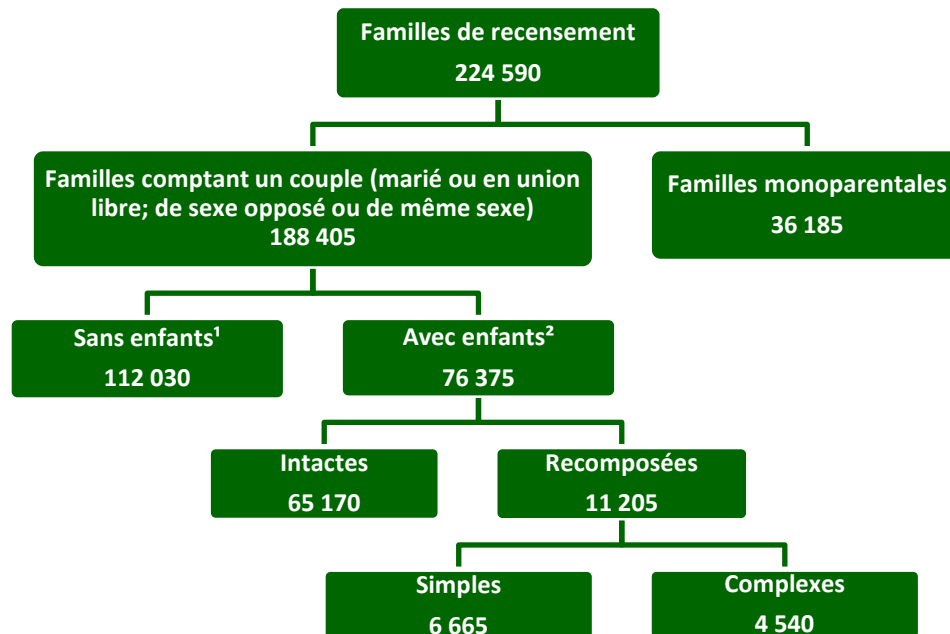 Familles de recensement
224 590
Familles comptant un couple (marié ou en union
libre; de sexe opposé ou de même sexe)
188 405
Familles monoparentales
36 185
Sans enfants¹
112 030
Avec enfants²
76 375
Intactes
65 170
Recomposées
11 205
Simples
6 665
Complexes
4 540